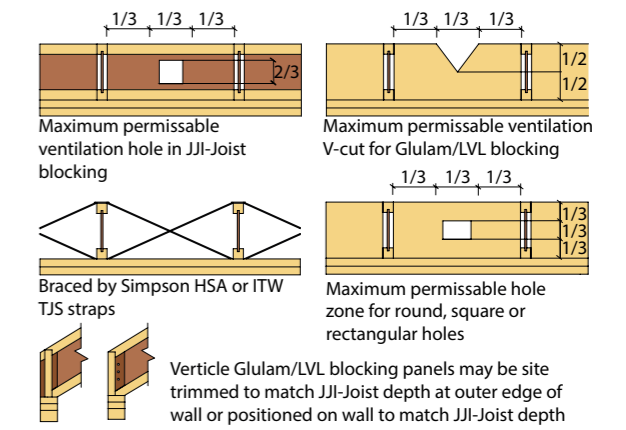 1/3 1/3 1/3
2/3
Maximum permissable
ventilation hole in JJI-Joist
blocking
1/3 1/3 1/3
1/2
1/2
Maximum permissable ventilation
V-cut for Glulam/LVL blocking
Braced by Simpson HSA or ITW
TJS straps
1/3 1/3 1/3
1/3
1/3
1/3
Maximum permissable hole
zone for round, square or
rectangular holes
Verticle Glulam/LVL blocking panels may be site
trimmed to match JJI-Joist depth at outer edge of
wall or positioned on wall to match JJI-Joist depth